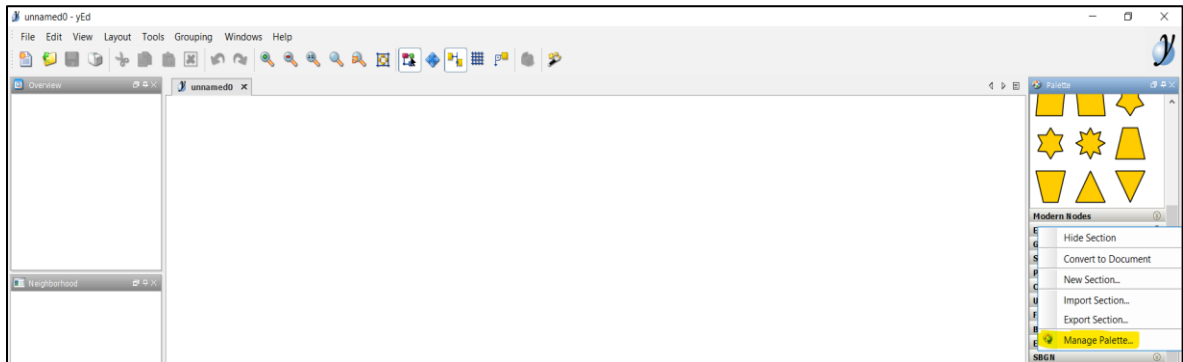 unnamed0 - yEd
File Edit View Layout Tools Grouping Windows Help
Overview
unnamed0
Palette
Modern Nodes
E
G
S
P
C
U
F
B
E
SBGN
Hide Section
Convert to Document
New Section...
Import Section...
Export Section...
Manage Palette...
Neighborhood